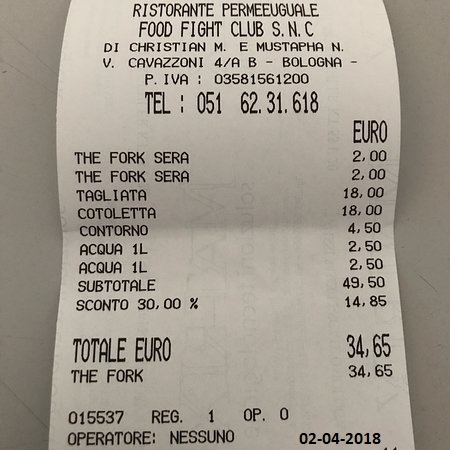 RISTORANTE PERMEEUGUALE
FOOD FIGHT CLUB S.N.C
DI CHRISTIAN M. E MUSTAPHA N.
V. CAVAZZONI 4/A B - BOLOGNA -
P.IVA : 03581561200
TEL : 051 62.31.618
EURO
THE FORK SERA 2,00
THE FORK SERA 2,00
TAGLIATA 18,00
COTOLETTA 18,00
CONTORNO 4,50
ACQUA 1L 2,50
ACQUA 1L 2,50
SUBTOTALE 49,50
SCONTO 30,00 % 14,85
TOTALE EURO 34,65
THE FORK 34,65
015537 REG. 1 OP. 0
OPERATORE: NESSUNO 02-04-2018